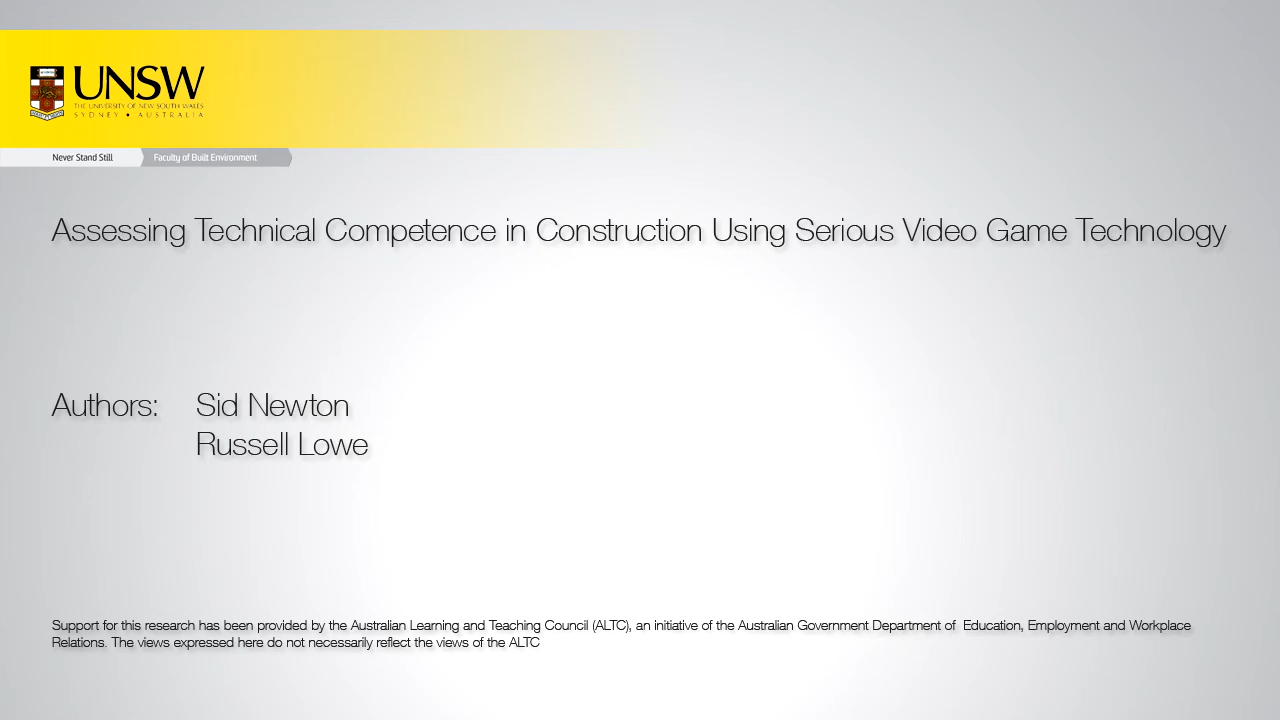 UNSW
THE UNIVERSITY OF NEW SOUTH WALES
SYDNEY • AUSTRALIA
Never Stand Still Faculty of Built Environment
Assessing Technical Competence in Construction Using Serious Video Game Technology
Authors: Sid Newton
Russell Lowe
Support for this research has been provided by the Australian Learning and Teaching Council (ALTC), an initiative of the Australian Government Department of Education, Employment and Workplace
Relations. The views expressed here do not necessarily reflect the views of the ALTC